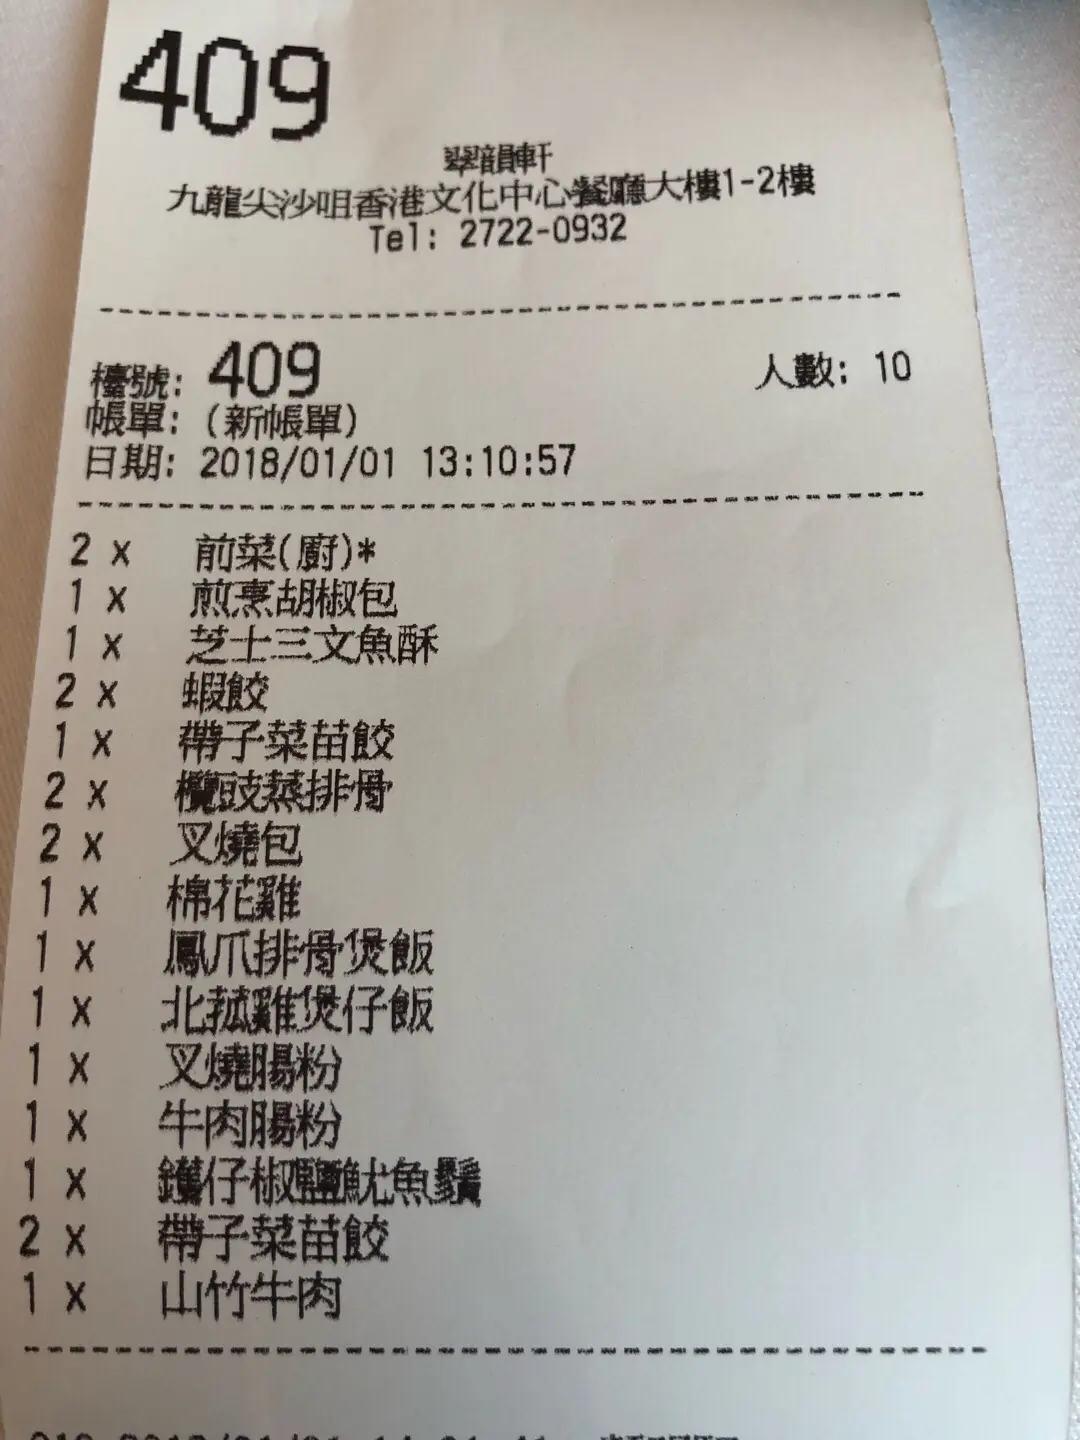 409
翠韻軒
九龍尖沙咀香港文化中心餐廳大樓1-2樓
Tel: 2722-0932
檯號: 409 人數: 10
帳單: (新帳單)
日期: 2018/01/01 13:10:57
2 x 前菜(廚)*
1 x 煎熏胡椒包
1 x 芝士三文魚酥
2 x 蝦餃
1 x 帶子菜苗餃
2 x 欖豉蒸排骨
2 x 叉燒包
1 x 棉花雞
1 x 鳳爪排骨煲飯
1 x 北菰雞煲仔飯
1 x 叉燒腸粉
1 x 牛肉腸粉
1 x 鑊仔椒鹽魷魚鬚
2 x 帶子菜苗餃
1 x 山竹牛肉